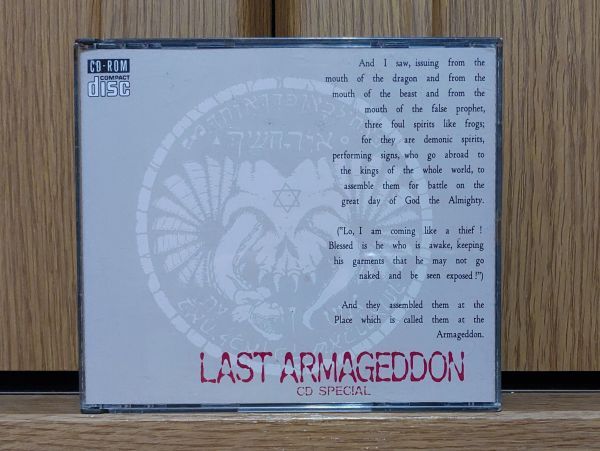 CD-ROM
COMPACT
disc
And I saw, issuing from the
mouth of the dragon and from the
mouth of the beast and from the
mouth of the false prophet,
three foul spirits like frogs;
for they are demonic spirits,
performing signs, who go abroad to
the kings of the whole world, to
assemble them for battle on the
great day of God the Almighty.
("Lo, I am coming like a thief !
Blessed is he who is awake, keeping
his garments that he may not go
naked and be seen exposed !")
And they assembled them at the
Place which is called them at the
Armageddon.
LAST ARMAGEDDON
CD SPECIAL